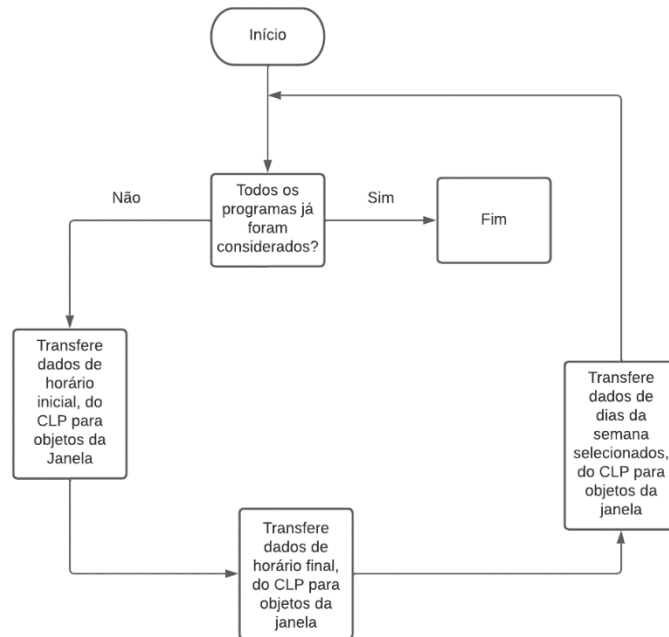 Início
Todos os
programas já
foram
considerados?
Não
Sim
Fim
Transfere
dados de
horário
inicial, do
CLP para
objetos da
Janela
Transfere
dados de
horário final,
do CLP para
objetos da
janela
Transfere
dados de
dias da
semana
selecionados,
do CLP para
objetos da
janela